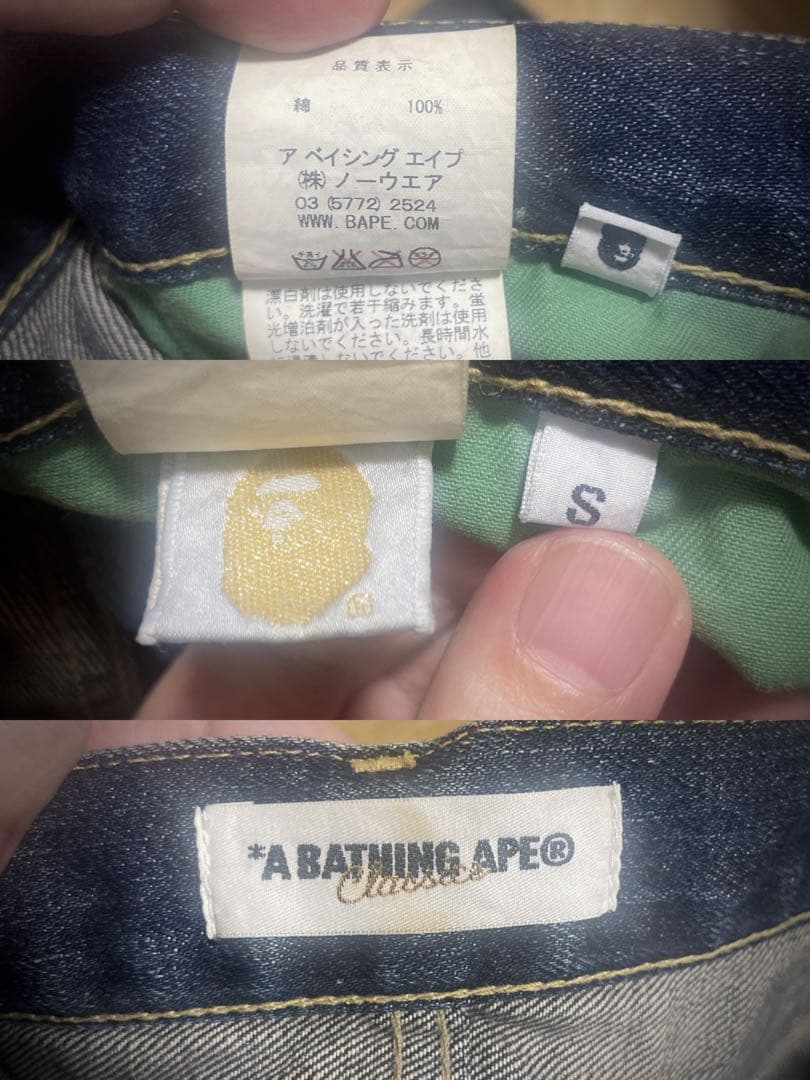 品質表示
綿 100%
ア ベイシング エイプ
(株) ノーウエア
03 (5772) 2524
WWW. BAPE. COM
漂白剤は使用しないでくださ
い。洗濯で若干縮みます。蛍
光増泊剤が入った洗剤は使用
しないでください。長時間水
しないでください。他
S
®
*A BATHING APE®
Classics